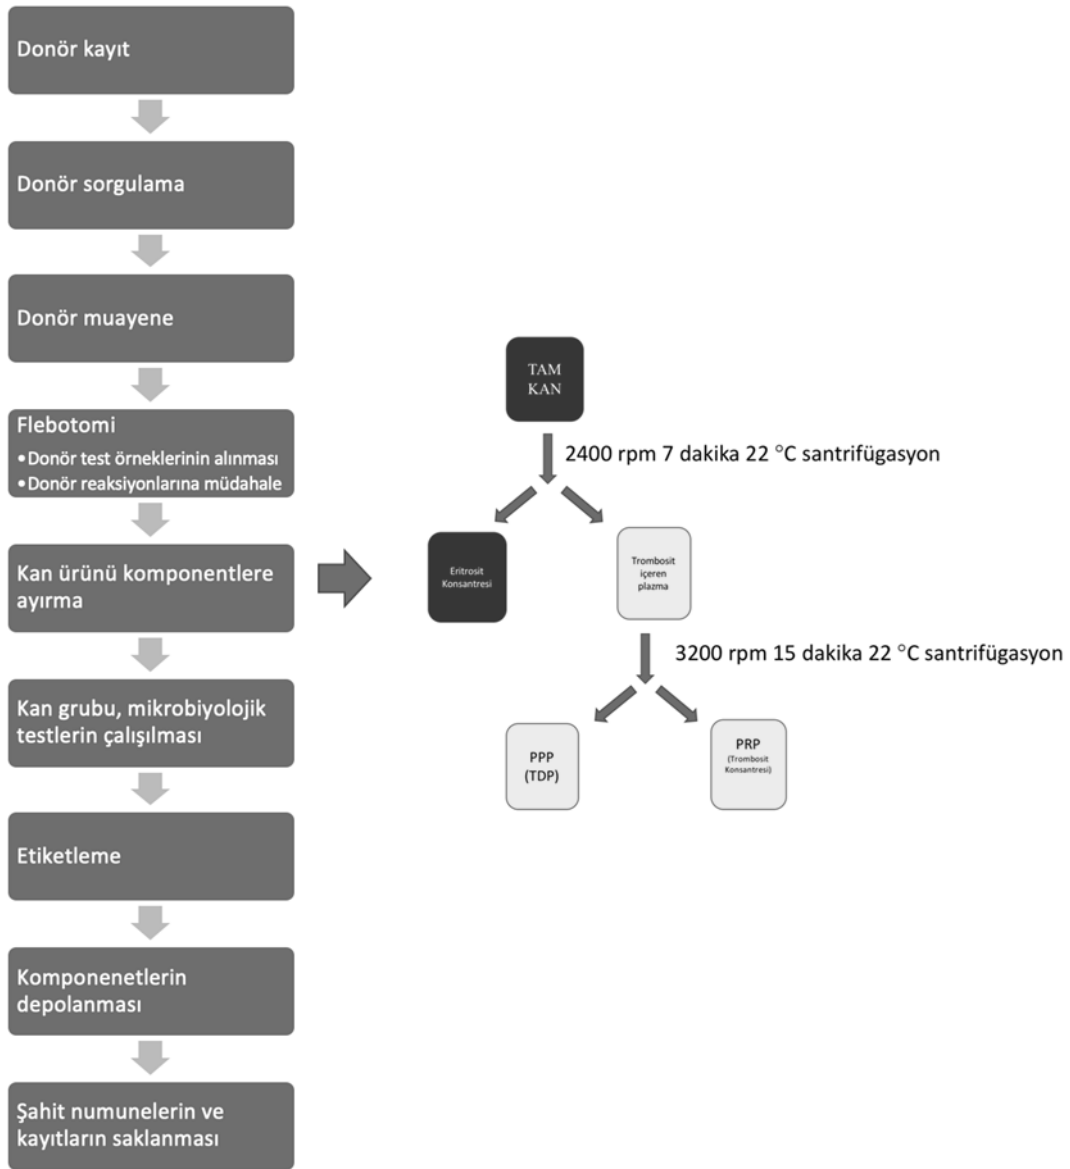 Donör kayıt
Donör sorgulama
Donör muayene
Flebotomi
• Donör test örneklerinin alınması
• Donör reaksiyonlarına müdahale
Kan ürünü komponentlere
ayırma
Kan grubu, mikrobiyolojik
testlerin çalışılması
Etiketleme
Komponenetlerin
depolanması
Şahit numunelerin ve
kayıtların saklanması
TAM
KAN
2400 rpm 7 dakika 22 °C santrifügasyon
Eritrosit
Konsantresi
Trombosit
içeren
plazma
3200 rpm 15 dakika 22 °C santrifügasyon
PPP
(TDP)
PRP
(Trombosit
Konsantresi)